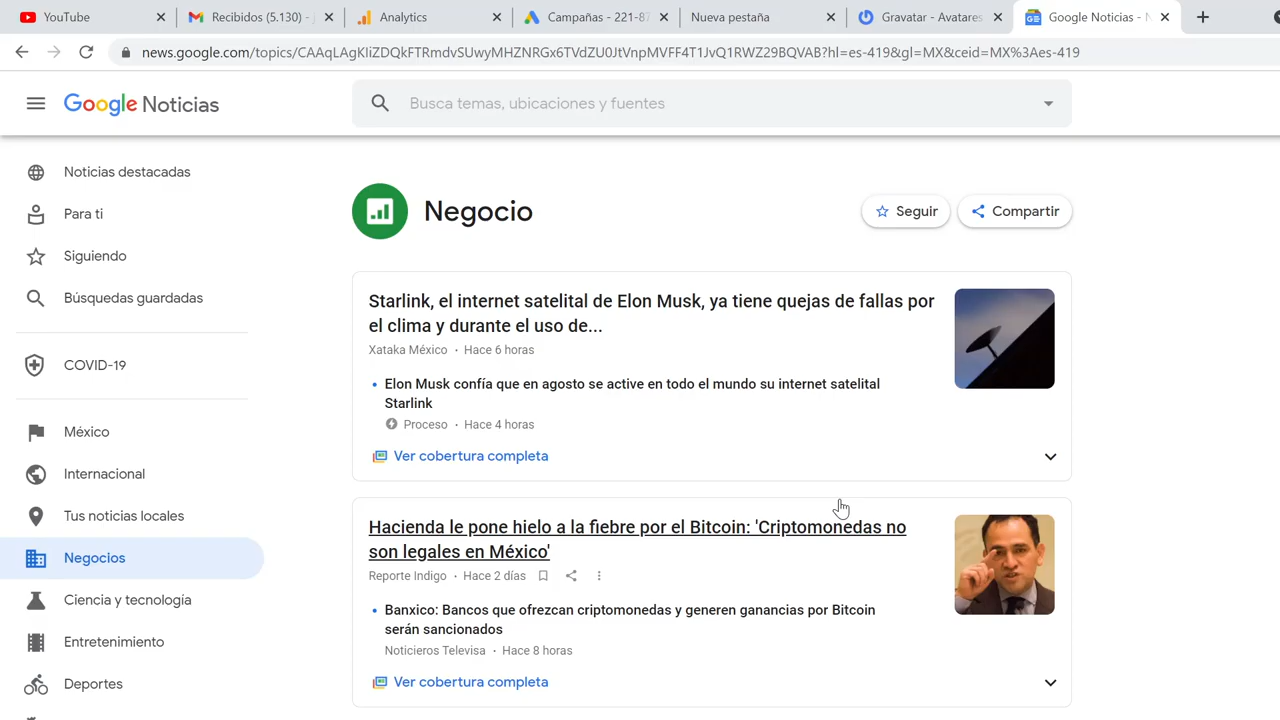 YouTube
Recibidos (5.130) -
Analytics
Campañas - 221-87
Nueva pestaña
Gravatar - Avatares
Google Noticias - N
news.google.com/topics/CAAqLAgKIiZDQkFTRmdvSUwyMHZNRGx6TVdZU0JtVnpMVFF4T1JvQ1RWZ29BQVAB?hl=es-419&gl=MX&ceid=MX%3Aes-419
Google Noticias
Busca temas, ubicaciones y fuentes
Noticias destacadas
Para ti
Siguiendo
Búsquedas guardadas
COVID-19
México
Internacional
Tus noticias locales
Negocios
Ciencia y tecnología
Entretenimiento
Deportes
Negocio
Seguir
Compartir
Starlink, el internet satelital de Elon Musk, ya tiene quejas de fallas por
el clima y durante el uso de...
Xataka México · Hace 6 horas
• Elon Musk confía que en agosto se active en todo el mundo su internet satelital
Starlink
Proceso · Hace 4 horas
Ver cobertura completa
Hacienda le pone hielo a la fiebre por el Bitcoin: 'Criptomonedas no
son legales en México'
Reporte Indigo · Hace 2 días
• Banxico: Bancos que ofrezcan criptomonedas y generen ganancias por Bitcoin
serán sancionados
Noticieros Televisa · Hace 8 horas
Ver cobertura completa